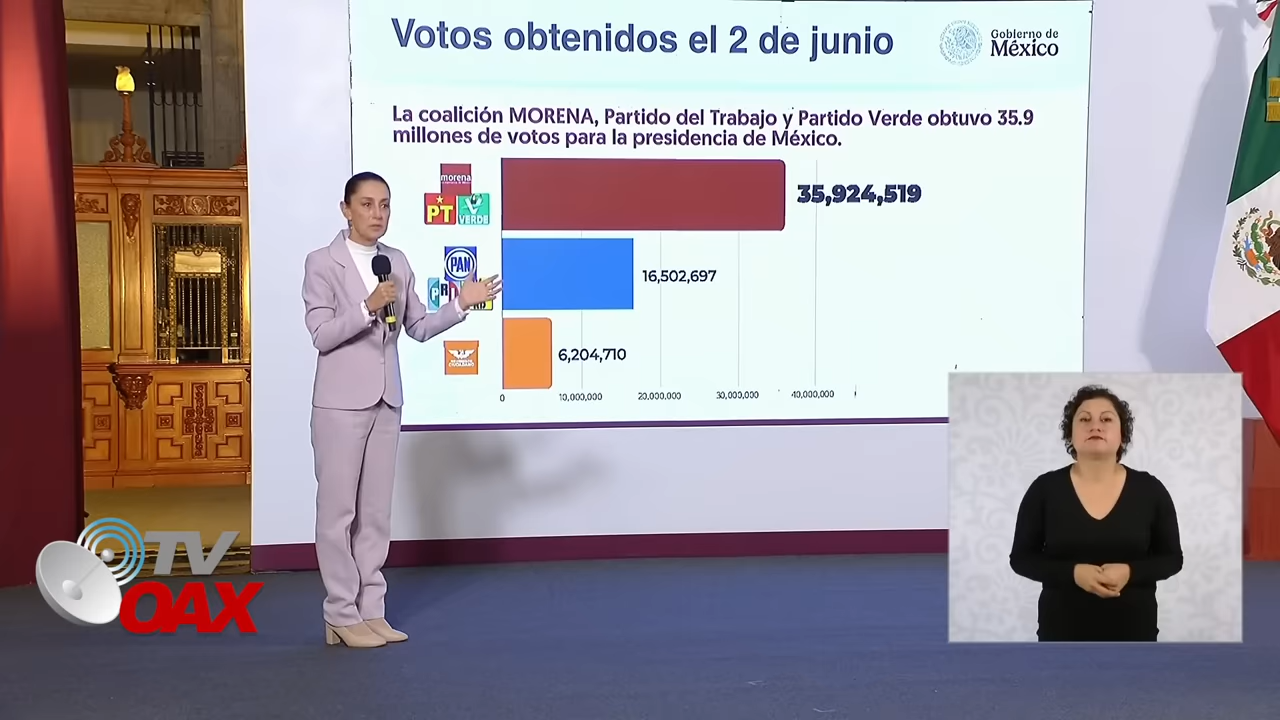 Votos obtenidos el 2 de junio
Gobierno de
México
La coalición MORENA, Partido del Trabajo y Partido Verde obtuvo 35.9
millones de votos para la presidencia de México.
morena
PT VERDE
35,924,519
PAN
16,502,697
6,204,710
0 10,000,000 20,000,000 30,000,000 40,000,000
TV
OAX